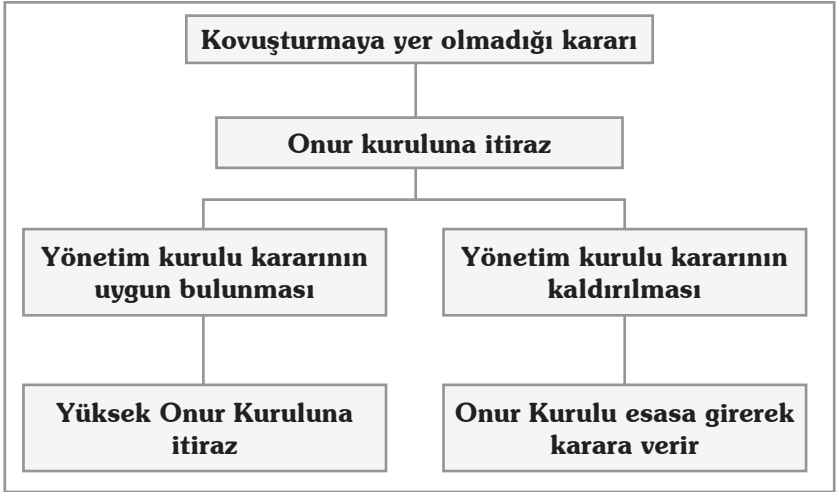 Kovuşturmaya yer olmadığı kararı
Onur kuruluna itiraz
Yönetim kurulu kararının
uygun bulunması
Yönetim kurulu kararının
kaldırılması
Yüksek Onur Kuruluna
itiraz
Onur Kurulu esasa girerek
karara verir